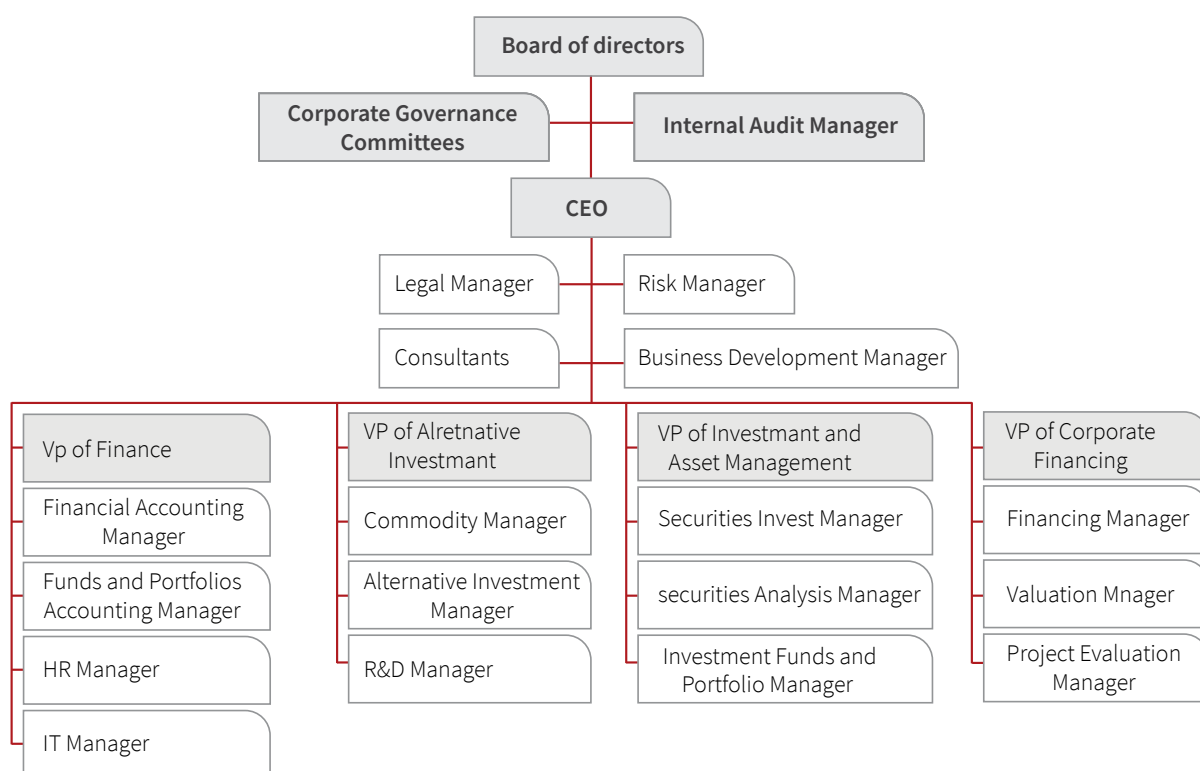 Board of directors
Corporate Governance
Committees
Internal Audit Manager
CEO
Legal Manager
Risk Manager
Consultants
Business Development Manager
Vp of Finance
Financial Accounting
Manager
Funds and Portfolios
Accounting Manager
HR Manager
IT Manager
VP of Alretnative
Investmant
Commodity Manager
Alternative Investment
Manager
R&D Manager
VP of Investmant and
Asset Management
Securities Invest Manager
securities Analysis Manager
Investment Funds and
Portfolio Manager
VP of Corporate
Financing
Financing Manager
Valuation Mnager
Project Evaluation
Manager